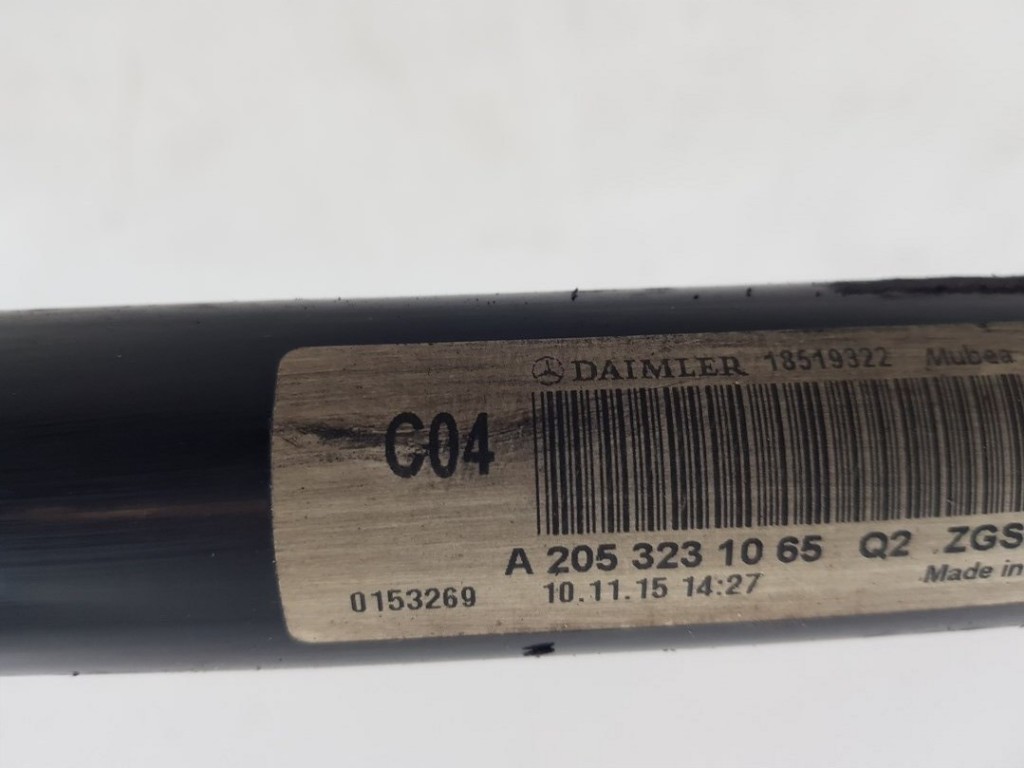 DAIMLER 18519322 Mubea
C04
A 205 323 10 65 Q2 ZGS
0153269 10.11.15 14:27 Made in